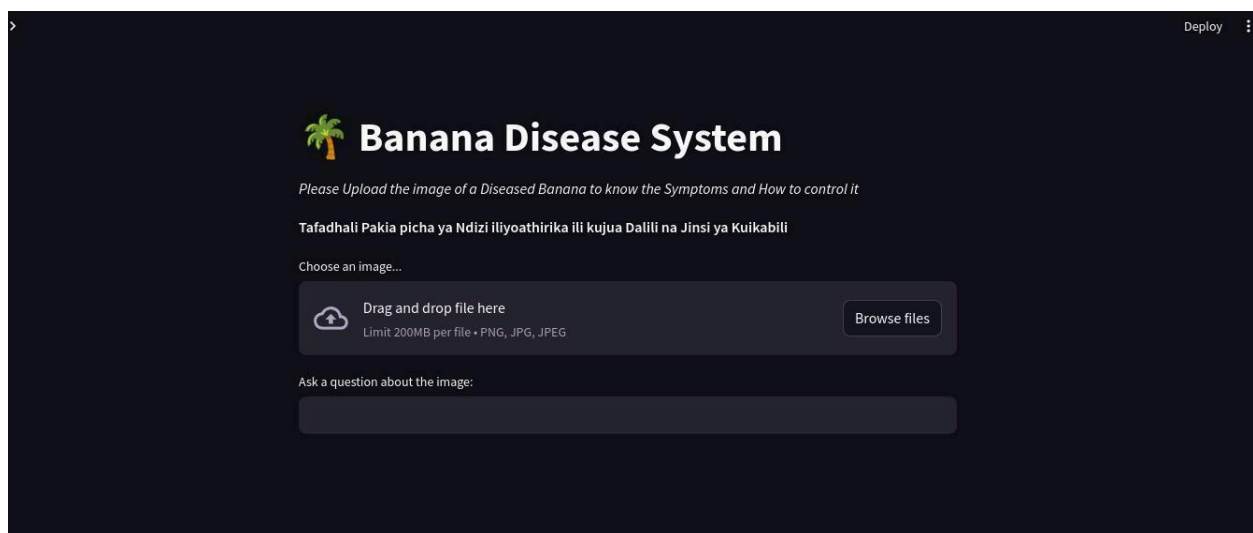 Deploy
Banana Disease System
Please Upload the image of a Diseased Banana to know the Symptoms and How to control it
Tafadhali Pakia picha ya Ndizi iliyoathirika ili kujua Dalili na Jinsi ya Kuikabili
Choose an image...
Drag and drop file here
Browse files
Limit 200MB per file • PNG, JPG, JPEG
Ask a question about the image: